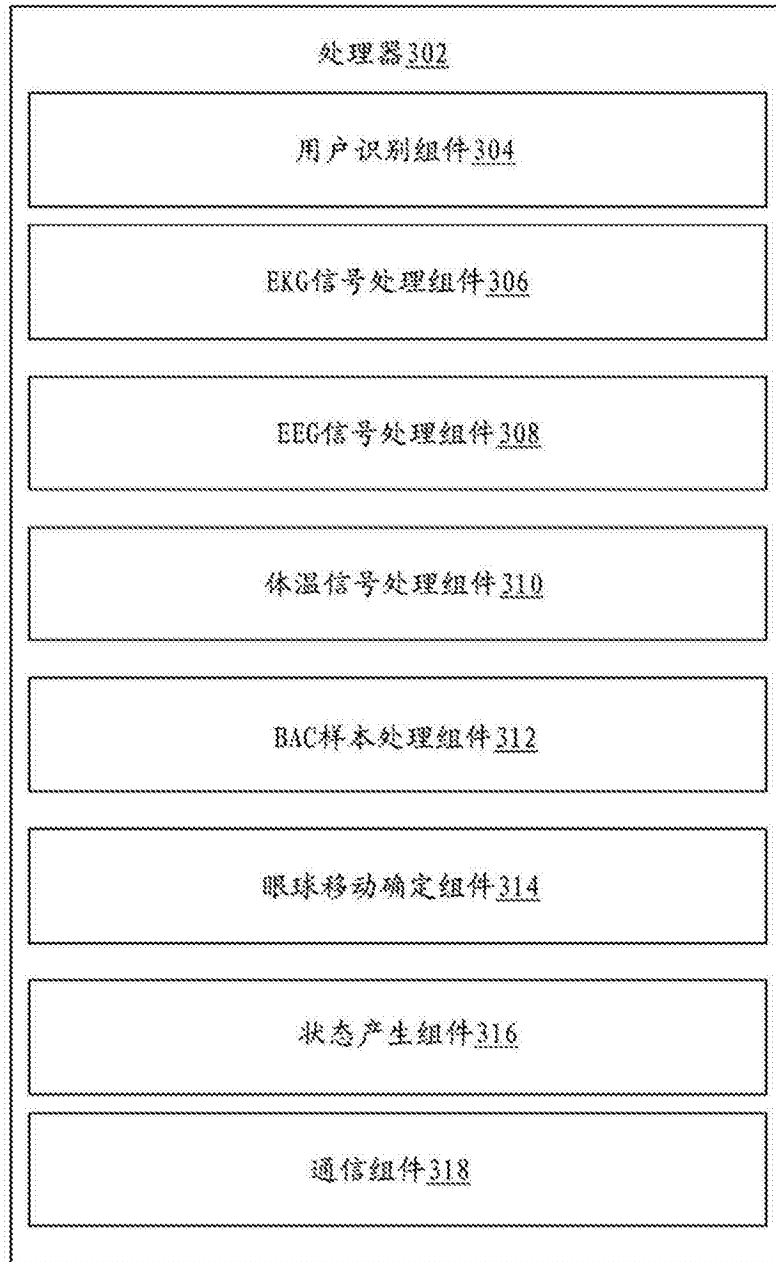 处理器302
用户识别组件304
EKG信号处理组件306
EEG信号处理组件308
体温信号处理组件310
BAC样本处理组件312
眼球移动确定组件314
状态产生组件316
通信组件318